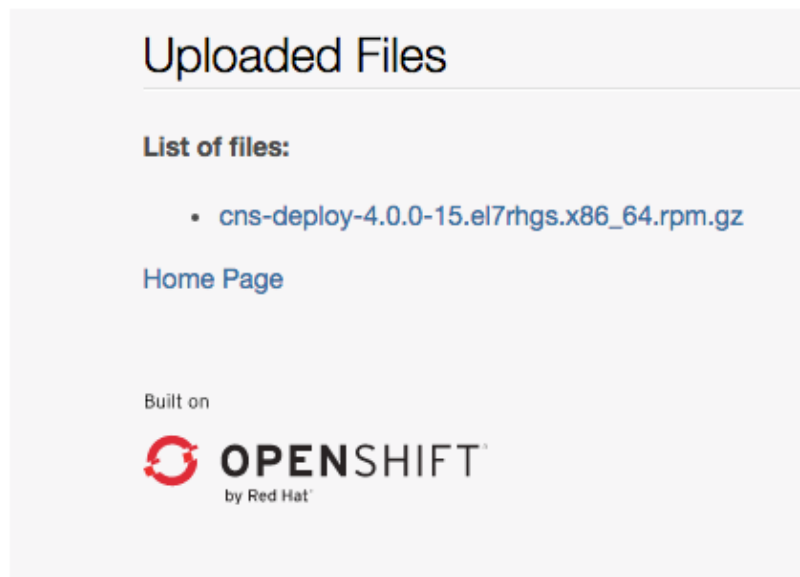 Uploaded Files
List of files:
• cns-deploy-4.0.0-15.el7rhgs.x86_64.rpm.gz
Home Page
Built on
OPENSHIFT
by Red Hat